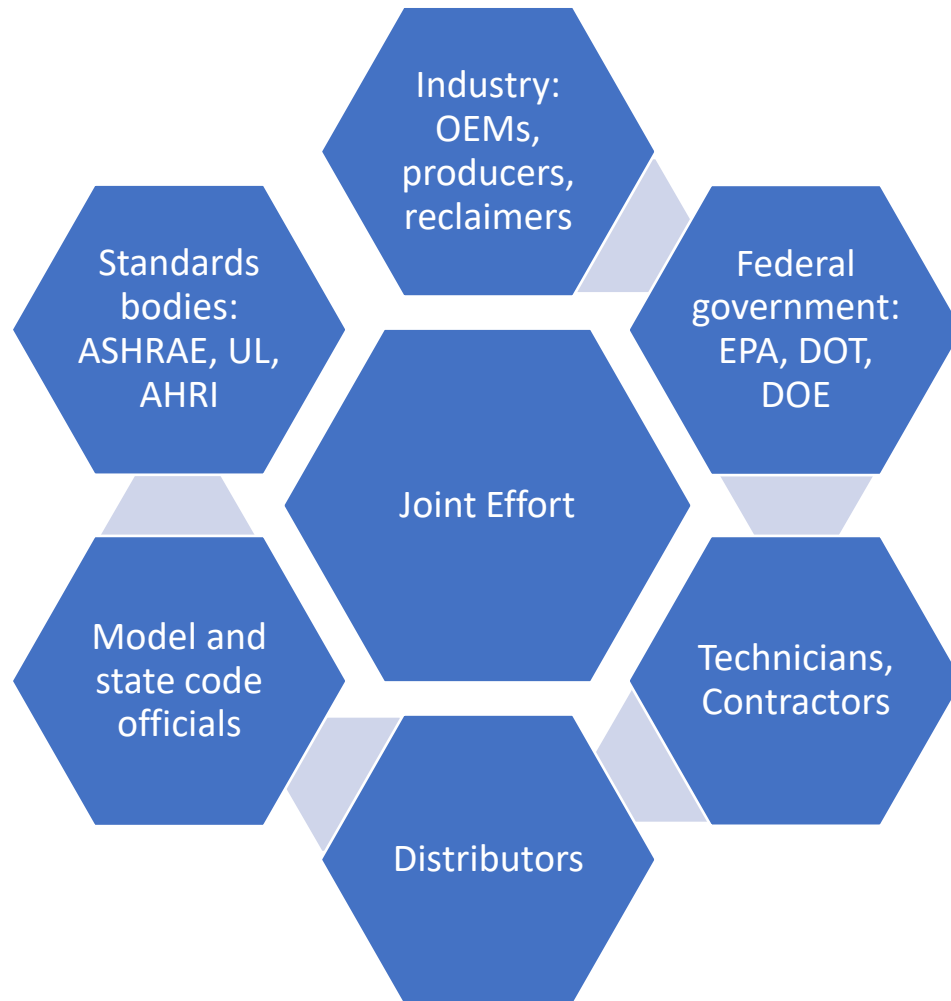 Industry:
OEMs,
producers,
reclaimers
Federal
government:
EPA, DOT,
DOE
Technicians,
Contractors
Distributors
Model and
state code
officials
Standards
bodies:
ASHRAE, UL,
AHRI
Joint Effort